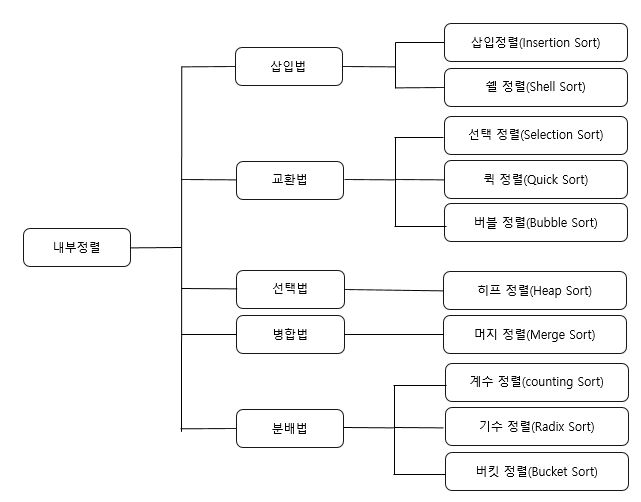 내부정렬
삽입법
삽입정렬(Insertion Sort)
쉘 정렬(Shell Sort)
교환법
선택 정렬(Selection Sort)
퀵 정렬(Quick Sort)
버블 정렬(Bubble Sort)
선택법
히프 정렬(Heap Sort)
병합법
머지 정렬(Merge Sort)
분배법
계수 정렬(counting Sort)
기수 정렬(Radix Sort)
버킷 정렬(Bucket Sort)